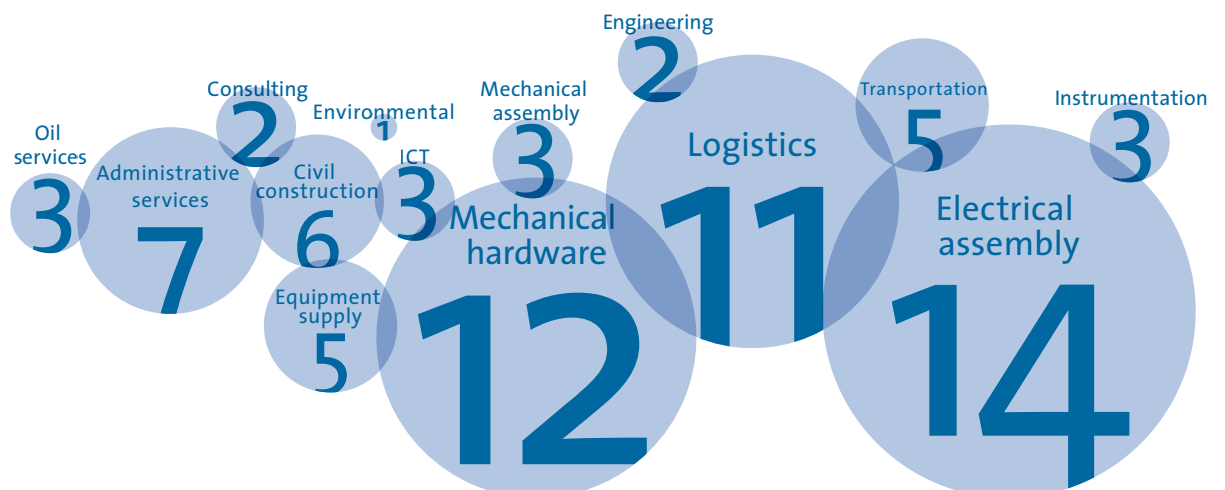 Oil
services
3
Administrative
services
7
Consulting
2
Environmental
1
Civil
construction
6
ICT
3
Equipment
supply
5
Mechanical
assembly
3
Mechanical
hardware
12
Engineering
2
Logistics
11
Transportation
5
Electrical
assembly
14
Instrumentation
3